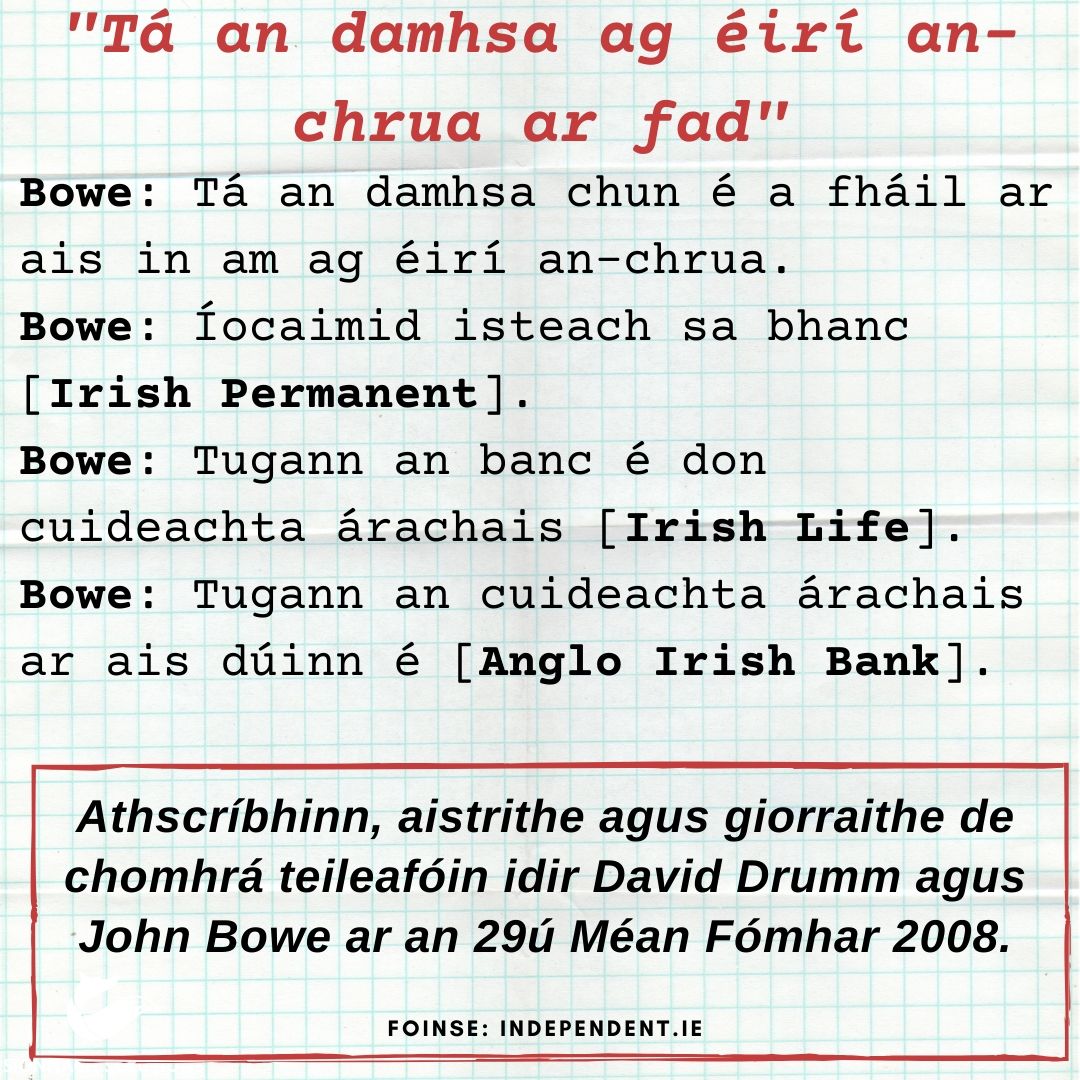 "Tá an damhsa ag éirí an-
chrua ar fad"
Bowe: Tá an damhsa chun é a fháil ar
ais in am ag éirí an-chrua.
Bowe: Íocaimid isteach sa bhanc
[Irish Permanent].
Bowe: Tugann an banc é don
cuideachta árachais [Irish Life].
Bowe: Tugann an cuideachta árachais
ar ais dúinn é [Anglo Irish Bank].
Athscríbhinn, aistrithe agus giorraithe de
chomhrá teileafóin idir David Drumm agus
John Bowe ar an 29ú Méan Fómhar 2008.
FOINSE: INDEPENDENT.IE